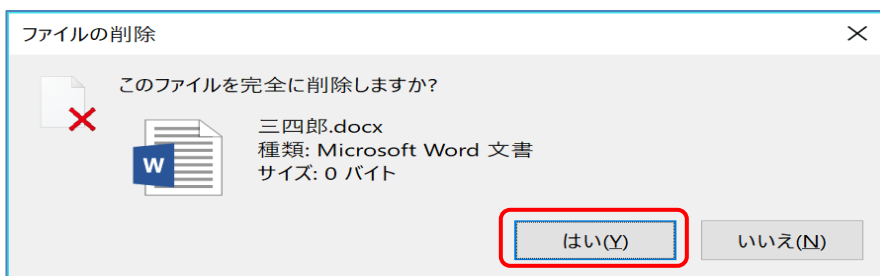 ファイルの削除
このファイルを完全に削除しますか?
三四郎.docx
種類: Microsoft Word 文書
サイズ: 0 バイト
W
はい(Y)
いいえ(N)